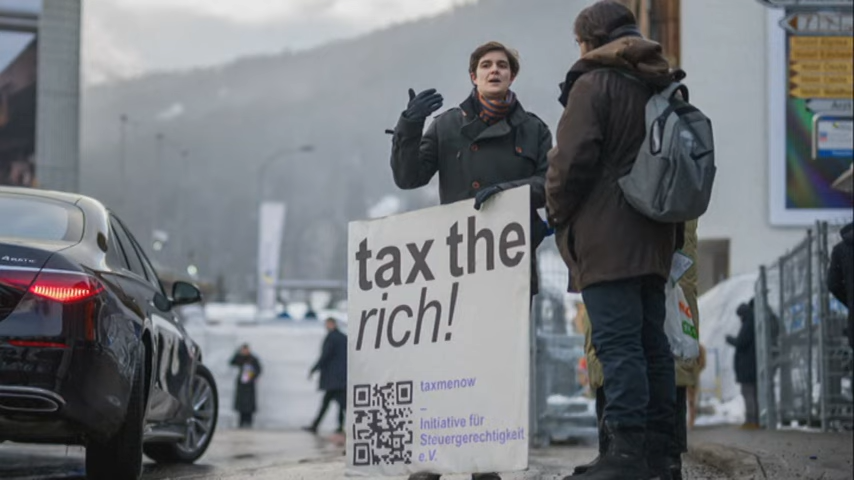 tax the
rich!
taxmenow
–
Initiative für
Steuergerechtigkeit
e.V.